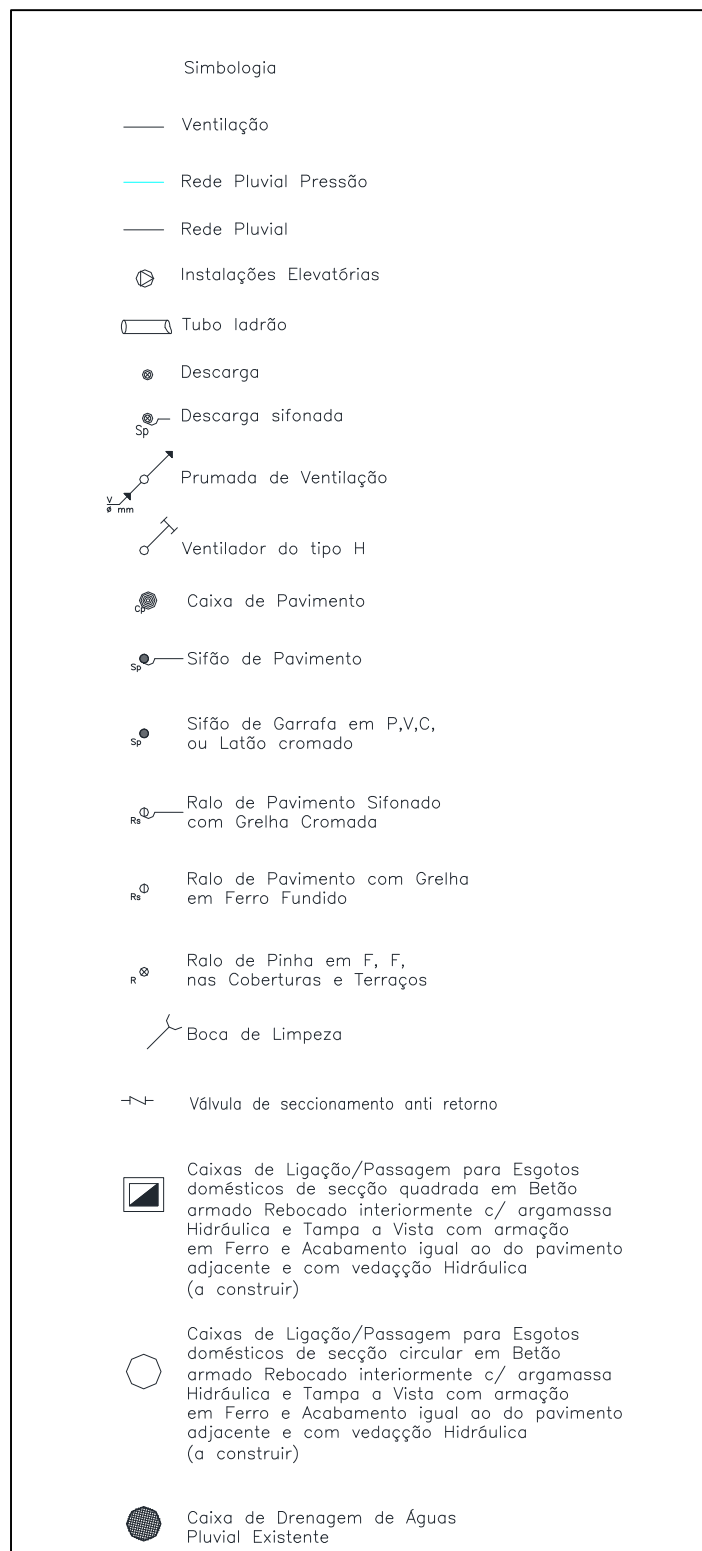 Simbologia
Ventilação
Rede Pluvial Pressão
Rede Pluvial
Instalações Elevatórias
Tubo ladrão
Descarga
Descarga sifonada
Sp
Prumada de Ventilação
V
ø mm
Ventilador do tipo H
Cp
Caixa de Pavimento
Sp
Sifão de Pavimento
Sp
Sifão de Garrafa em P,V,C,
ou Latão cromado
Rs
Ralo de Pavimento Sifonado
com Grelha Cromada
Rs
Ralo de Pavimento com Grelha
em Ferro Fundido
R
Ralo de Pinha em F, F,
nas Coberturas e Terraços
Boca de Limpeza
Válvula de seccionamento anti retorno
Caixas de Ligação/Passagem para Esgotos
domésticos de secção quadrada em Betão
armado Rebocado interiormente c/ argamassa
Hidráulica e Tampa a Vista com armação
em Ferro e Acabamento igual ao do pavimento
adjacente e com vedaçção Hidráulica
(a construir)
Caixas de Ligação/Passagem para Esgotos
domésticos de secção circular em Betão
armado Rebocado interiormente c/ argamassa
Hidráulica e Tampa a Vista com armação
em Ferro e Acabamento igual ao do pavimento
adjacente e com vedaçção Hidráulica
(a construir)
Caixa de Drenagem de Águas
Pluvial Existente